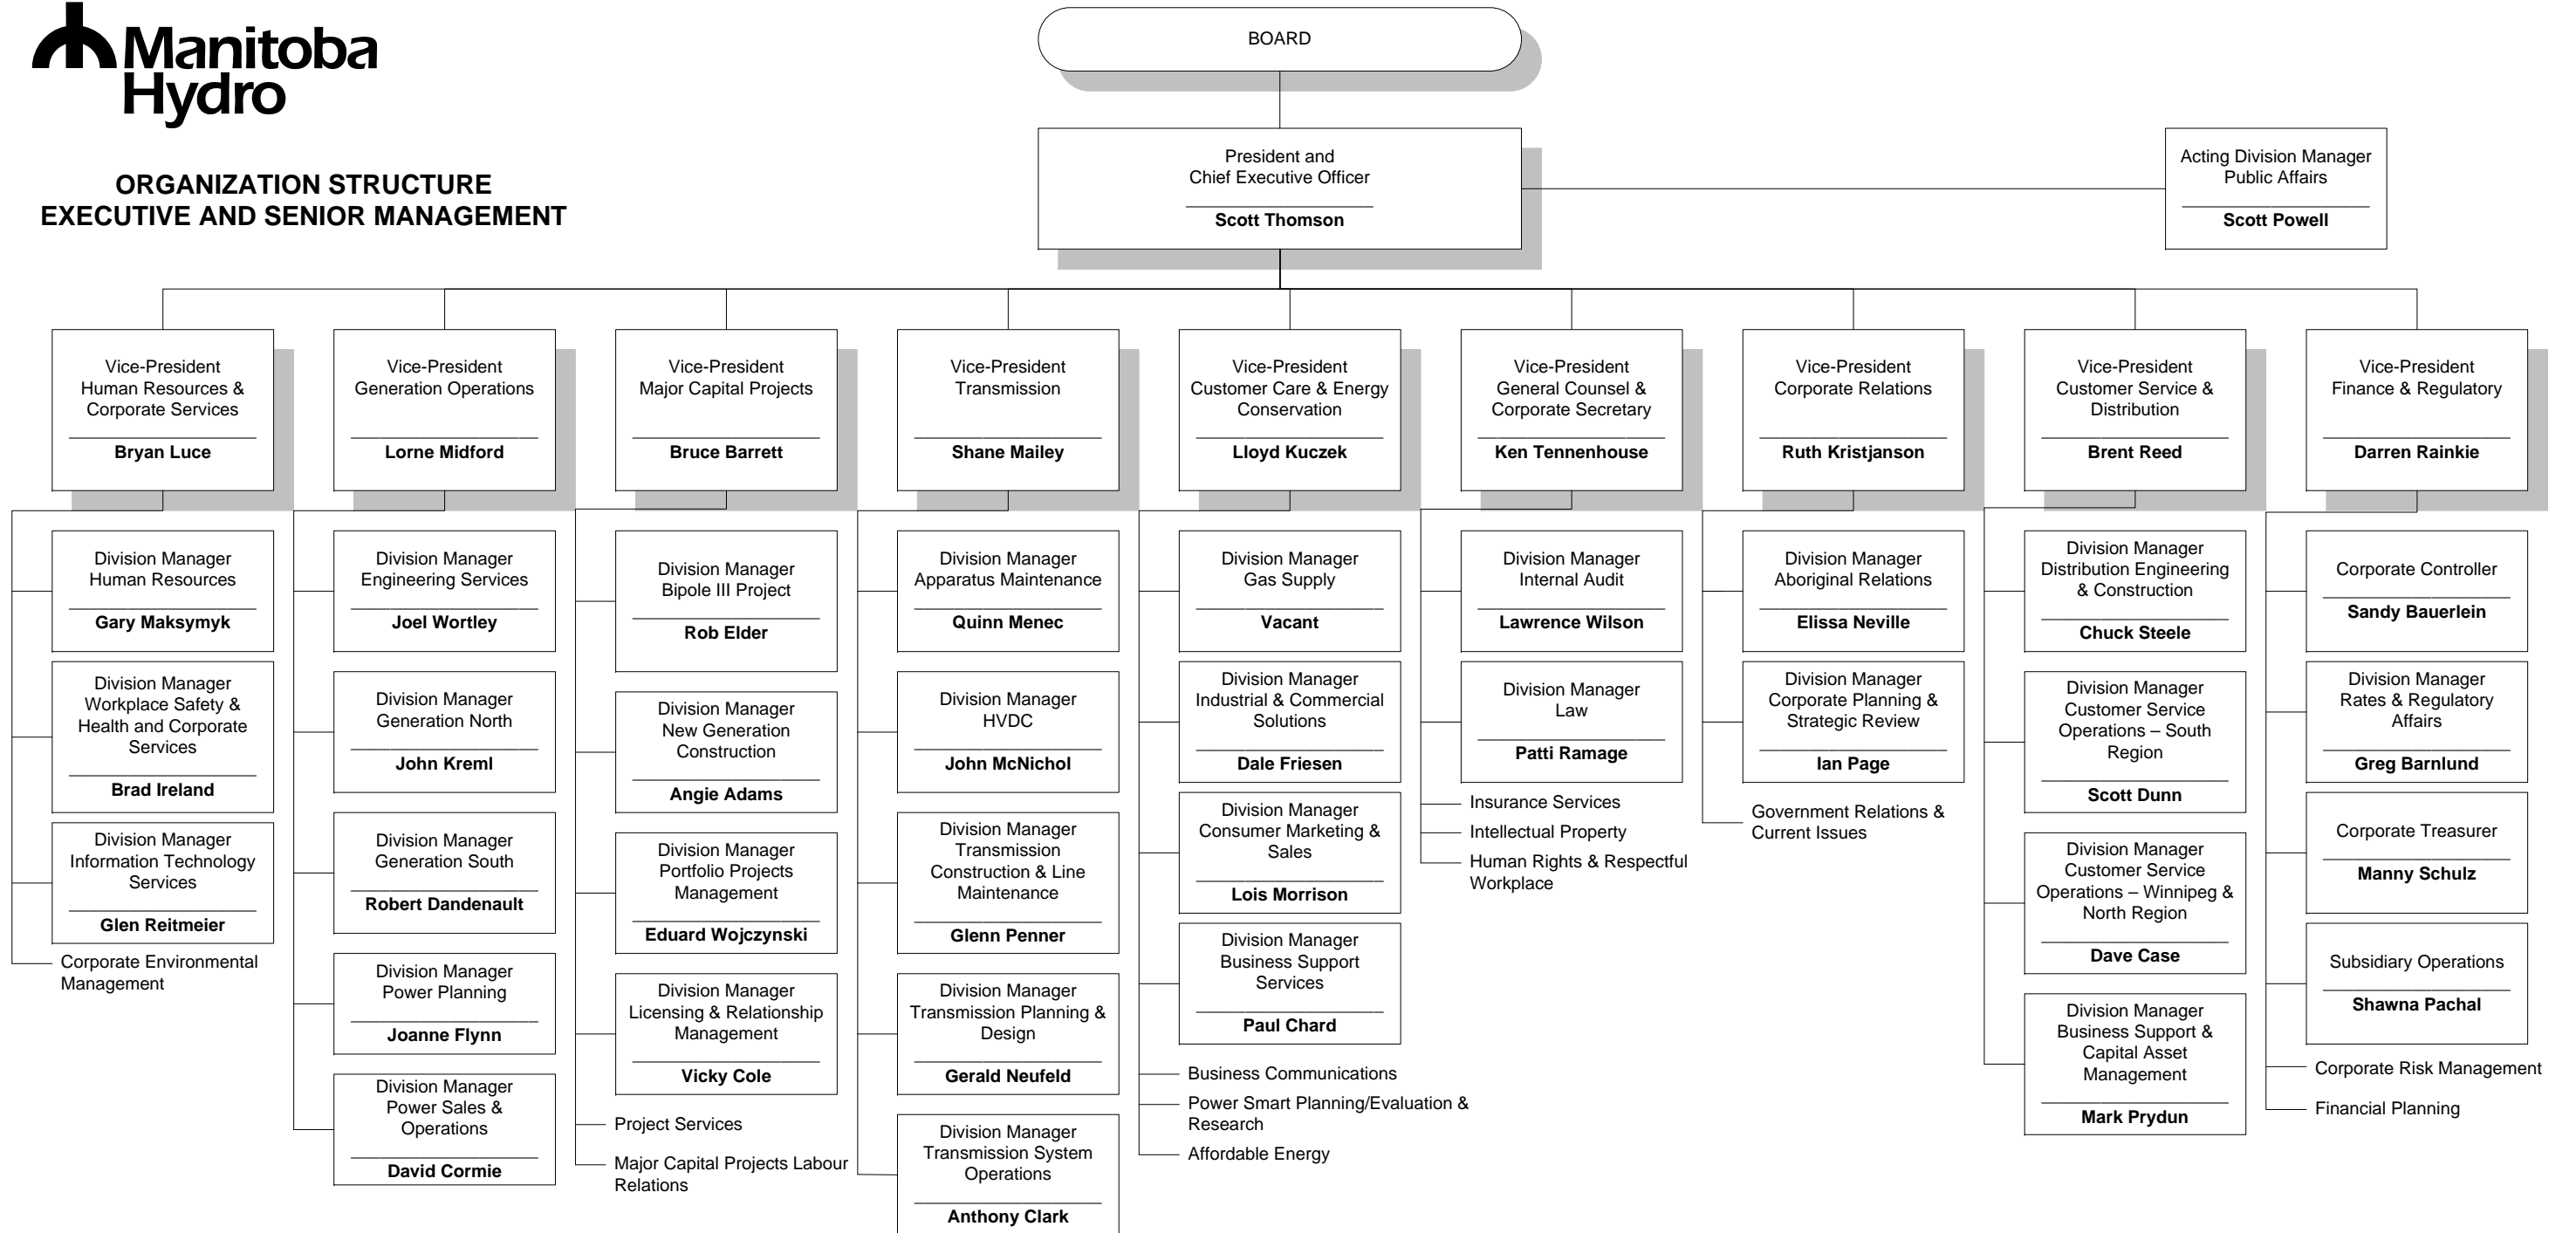 Manitoba
Hydro
ORGANIZATION STRUCTURE
EXECUTIVE AND SENIOR MANAGEMENT
BOARD
President and
Chief Executive Officer
Scott Thomson
Acting Division Manager
Public Affairs
Scott Powell
Vice-President
Human Resources &
Corporate Services
Bryan Luce
Division Manager
Human Resources
Gary Maksymyk
Division Manager
Workplace Safety &
Health and Corporate
Services
Brad Ireland
Division Manager
Information Technology
Services
Glen Reitmeier
Corporate Environmental
Management
Vice-President
Generation Operations
Lorne Midford
Division Manager
Engineering Services
Joel Wortley
Division Manager
Generation North
John Kreml
Division Manager
Generation South
Robert Dandenault
Division Manager
Power Planning
Joanne Flynn
Division Manager
Power Sales &
Operations
David Cormie
Vice-President
Major Capital Projects
Bruce Barrett
Division Manager
Bipole III Project
Rob Elder
Division Manager
New Generation
Construction
Angie Adams
Division Manager
Portfolio Projects
Management
Eduard Wojczynski
Division Manager
Licensing & Relationship
Management
Vicky Cole
Project Services
Major Capital Projects Labour
Relations
Vice-President
Transmission
Shane Mailey
Division Manager
Apparatus Maintenance
Quinn Menec
Division Manager
HVDC
John McNichol
Division Manager
Transmission
Construction & Line
Maintenance
Glenn Penner
Division Manager
Transmission Planning &
Design
Gerald Neufeld
Division Manager
Transmission System
Operations
Anthony Clark
Vice-President
Customer Care & Energy
Conservation
Lloyd Kuczek
Division Manager
Gas Supply
Vacant
Division Manager
Industrial & Commercial
Solutions
Dale Friesen
Division Manager
Consumer Marketing &
Sales
Lois Morrison
Division Manager
Business Support
Services
Paul Chard
Business Communications
Power Smart Planning/Evaluation &
Research
Affordable Energy
Vice-President
General Counsel &
Corporate Secretary
Ken Tennenhouse
Division Manager
Internal Audit
Lawrence Wilson
Division Manager
Law
Patti Ramage
Insurance Services
Intellectual Property
Human Rights & Respectful
Workplace
Vice-President
Corporate Relations
Ruth Kristjanson
Division Manager
Aboriginal Relations
Elissa Neville
Division Manager
Corporate Planning &
Strategic Review
Ian Page
Government Relations &
Current Issues
Vice-President
Customer Service &
Distribution
Brent Reed
Division Manager
Distribution Engineering
& Construction
Chuck Steele
Division Manager
Customer Service
Operations – South
Region
Scott Dunn
Division Manager
Customer Service
Operations – Winnipeg &
North Region
Dave Case
Division Manager
Business Support &
Capital Asset
Management
Mark Prydun
Vice-President
Finance & Regulatory
Darren Rainkie
Corporate Controller
Sandy Bauerlein
Division Manager
Rates & Regulatory
Affairs
Greg Barnlund
Corporate Treasurer
Manny Schulz
Subsidiary Operations
Shawna Pachal
Corporate Risk Management
Financial Planning